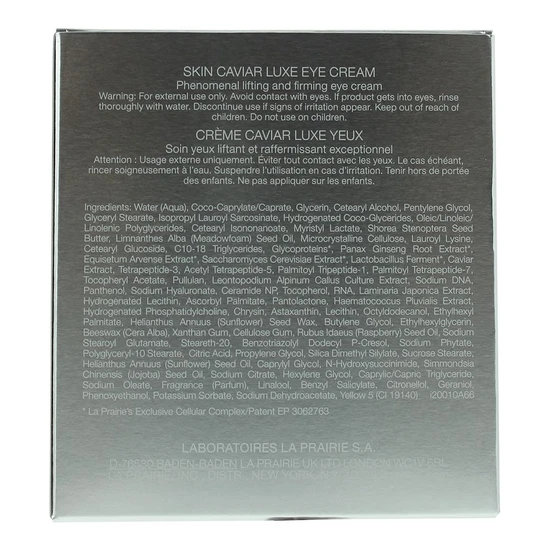 SKIN CAVIAR LUXE EYE CREAM
Phenomenal lifting and firming eye cream
Warning: For external use only. Avoid contact with eyes. If product gets into eyes, rinse
thoroughly with water. Discontinue use if signs of irritation appear. Keep out of reach of
children. Do not use on children.
CRÈME CAVIAR LUXE YEUX
Soin yeux liftant et raffermissant exceptionnel
Attention : Usage externe uniquement. Éviter tout contact avec les yeux. Le cas échéant,
rincer soigneusement à l'eau. Suspendre l'utilisation en cas d'irritation. Tenir hors de portée
des enfants. Ne pas appliquer sur les enfants.
Ingredients: Water (Aqua), Coco-Caprylate/Caprate, Glycerin, Cetearyl Alcohol, Pentylene Glycol,
Glyceryl Stearate, Isopropyl Lauroyl Sarcosinate, Hydrogenated Coco-Glycerides, Oleic/Linoleic/
Linolenic Polyglycerides, Cetearyl Isononanoate, Myristyl Lactate, Shorea Stenoptera Seed
Butter, Limnanthes Alba (Meadowfoam) Seed Oil, Microcrystalline Cellulose, Lauroyl Lysine,
Cetearyl Glucoside, C10-18 Triglycerides, Glycoproteins*, Panax Ginseng Root Extract*,
Equisetum Arvense Extract*, Saccharomyces Cerevisiae Extract*, Lactobacillus Ferment*, Caviar
Extract, Tetrapeptide-3, Acetyl Tetrapeptide-5, Palmitoyl Tripeptide-1, Palmitoyl Tetrapeptide-7,
Tocopheryl Acetate, Pullulan, Leontopodium Alpinum Callus Culture Extract, Sodium DNA,
Panthenol, Sodium Hyaluronate, Ceramide NP, Tocopherol, RNA, Laminaria Japonica Extract,
Hydrogenated Lecithin, Ascorbyl Palmitate, Pantolactone, Haematococcus Pluvialis Extract,
Hydrogenated Phosphatidylcholine, Chrysin, Astaxanthin, Lecithin, Octyldodecanol, Ethylhexyl
Palmitate, Helianthus Annuus (Sunflower) Seed Wax, Butylene Glycol, Ethylhexylglycerin,
Beeswax (Cera Alba), Xanthan Gum, Cellulose Gum, Rubus Idaeus (Raspberry) Seed Oil, Sodium
Stearoyl Glutamate, Steareth-20, Benzotriazolyl Dodecyl P-Cresol, Sodium Phytate,
Polyglyceryl-10 Stearate, Citric Acid, Propylene Glycol, Silica Dimethyl Silylate, Sucrose Stearate,
Helianthus Annuus (Sunflower) Seed Oil, Caprylyl Glycol, N-Hydroxysuccinimide, Simmondsia
Chinensis (Jojoba) Seed Oil, Sodium Citrate, Hexylene Glycol, Caprylic/Capric Triglyceride,
Sodium Oleate, Fragrance (Parfum), Linalool, Benzyl Salicylate, Citronellol, Geraniol,
Phenoxyethanol, Potassium Sorbate, Sodium Dehydroacetate, Yellow 5 (CI 19140) I20010A66
* La Prairie's Exclusive Cellular Complex/Patent EP 3062763
LABORATOIRES LA PRAIRIE S.A.
D-76530 BADEN-BADEN LA PRAIRIE UK LTD LONDON
DISTR. NEW YORK, N.Y.